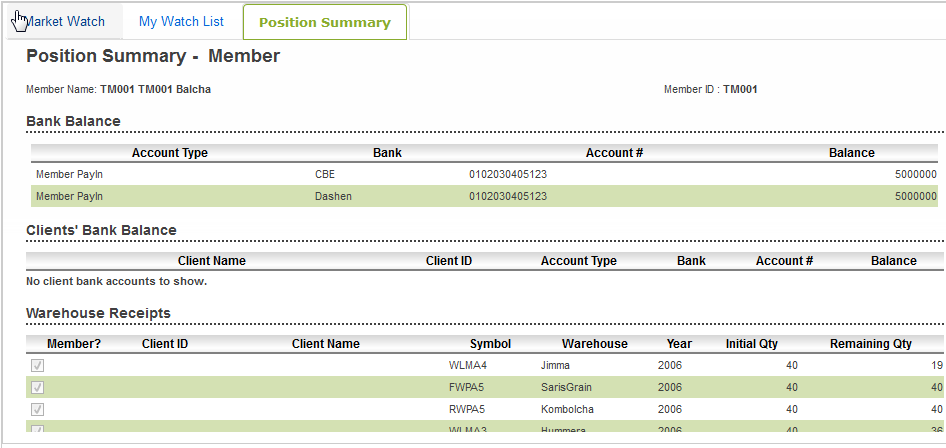 Market Watch My Watch List Position Summary
Position Summary - Member
Member Name: TM001 TM001 Balcha Member ID : TM001
Bank Balance
Account Type Bank Account # Balance
Member PayIn CBE 0102030405123 5000000
Member PayIn Dashen 0102030405123 5000000
Clients' Bank Balance
Client Name Client ID Account Type Bank Account # Balance
No client bank accounts to show.
Warehouse Receipts
Member? Client ID Client Name Symbol Warehouse Year Initial Qty Remaining Qty
WLMA4 Jimma 2006 40 19
FWPA5 SarisGrain 2006 40 40
RWPA5 Kombolcha 2006 40 40
WLMA3 Hummera 2006 40 36